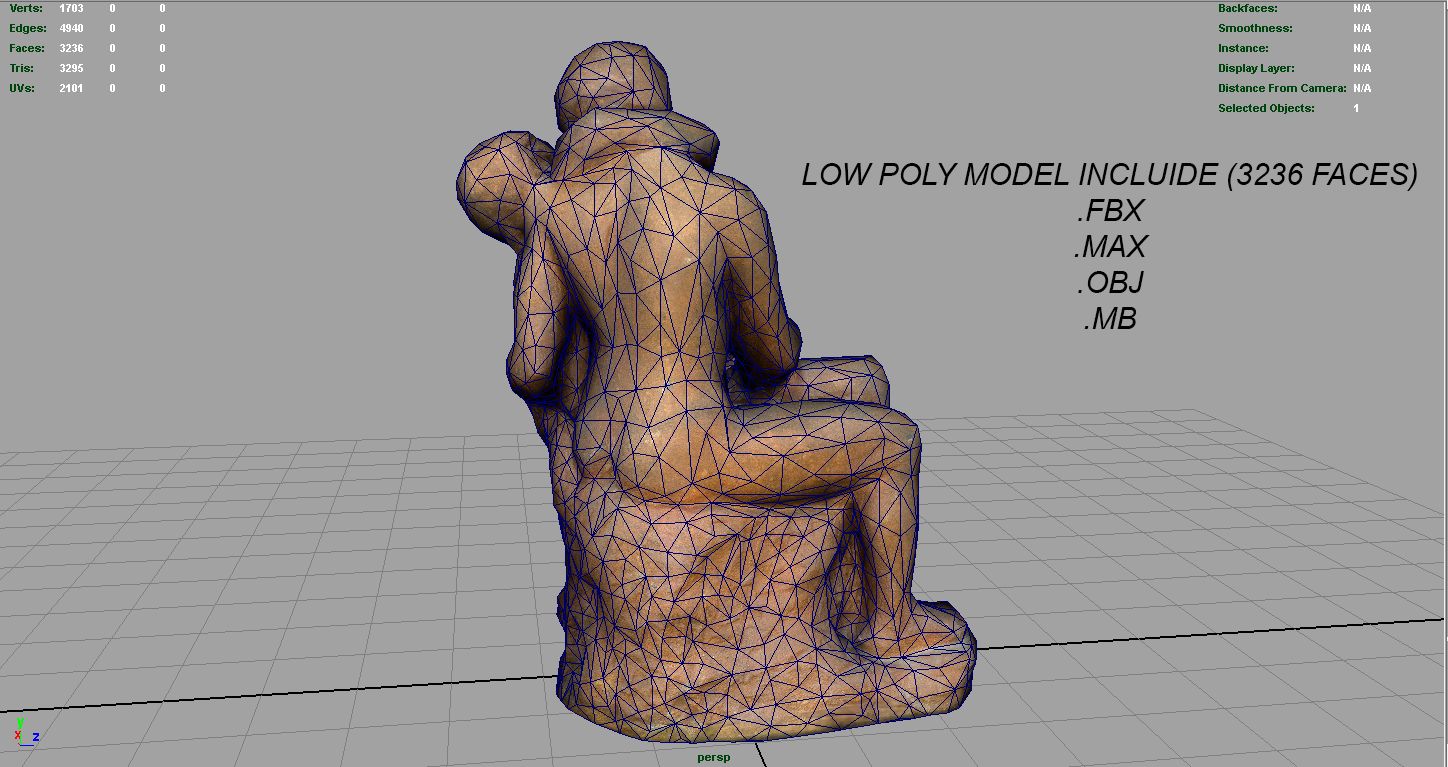 Verts: 1703 0 0
Edges: 4940 0 0
Faces: 3236 0 0
Tris: 3295 0 0
UVs: 2101 0 0
Backfaces: N/A
Smoothness: N/A
Instance: N/A
Display Layer: N/A
Distance From Camera: N/A
Selected Objects: 1
LOW POLY MODEL INCLUIDE (3236 FACES)
.FBX
.MAX
.OBJ
.MB
y
x z
persp